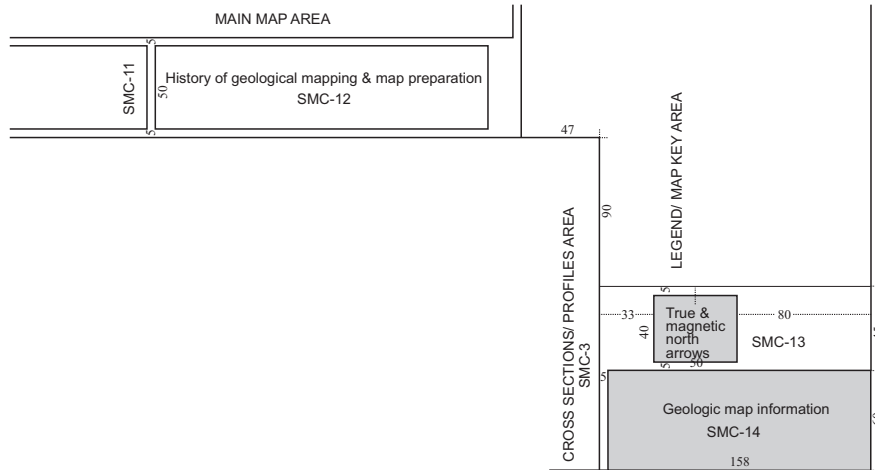 MAIN MAP AREA
5
SMC-11
50
History of geological mapping & map preparation
SMC-12
5
47
90
LEGEND/ MAP KEY AREA
CROSS SECTIONS/ PROFILES AREA
SMC-3
5
33
80
40
True &
magnetic
north
arrows
SMC-13
5
50
5
Geologic map information
SMC-14
158